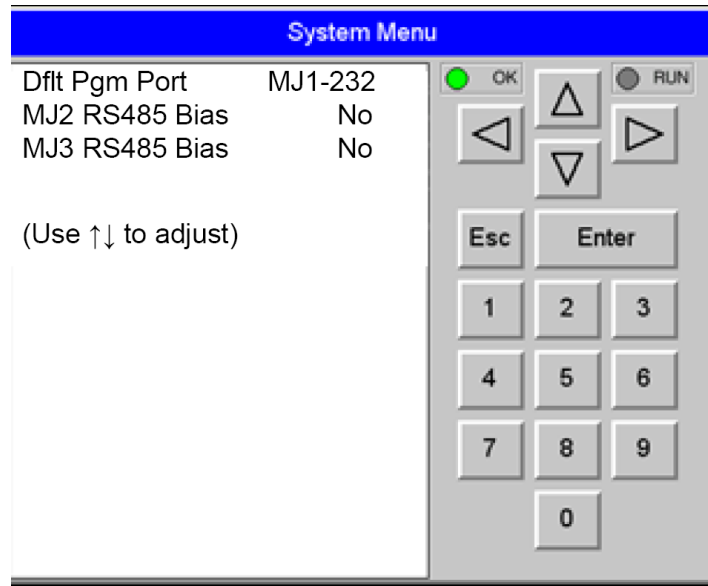 System Menu
Dflt Pgm Port MJ1-232
MJ2 RS485 Bias No
MJ3 RS485 Bias No
(Use ↑↓ to adjust)
OK
RUN
Esc
Enter
1 2 3
4 5 6
7 8 9
0